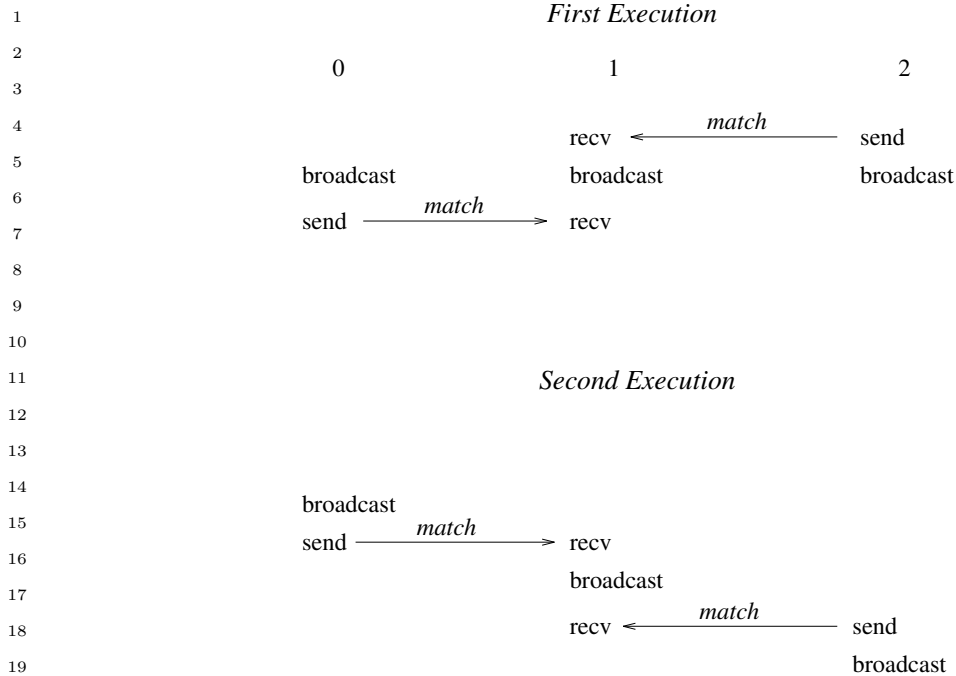 1
First Execution
2
0 1 2
3
4
match
recv send
5
broadcast broadcast broadcast
6
match
send recv
7
8
9
10
11
Second Execution
12
13
14
broadcast
15
match
send recv
16
broadcast
17
match
18
recv send
19
broadcast